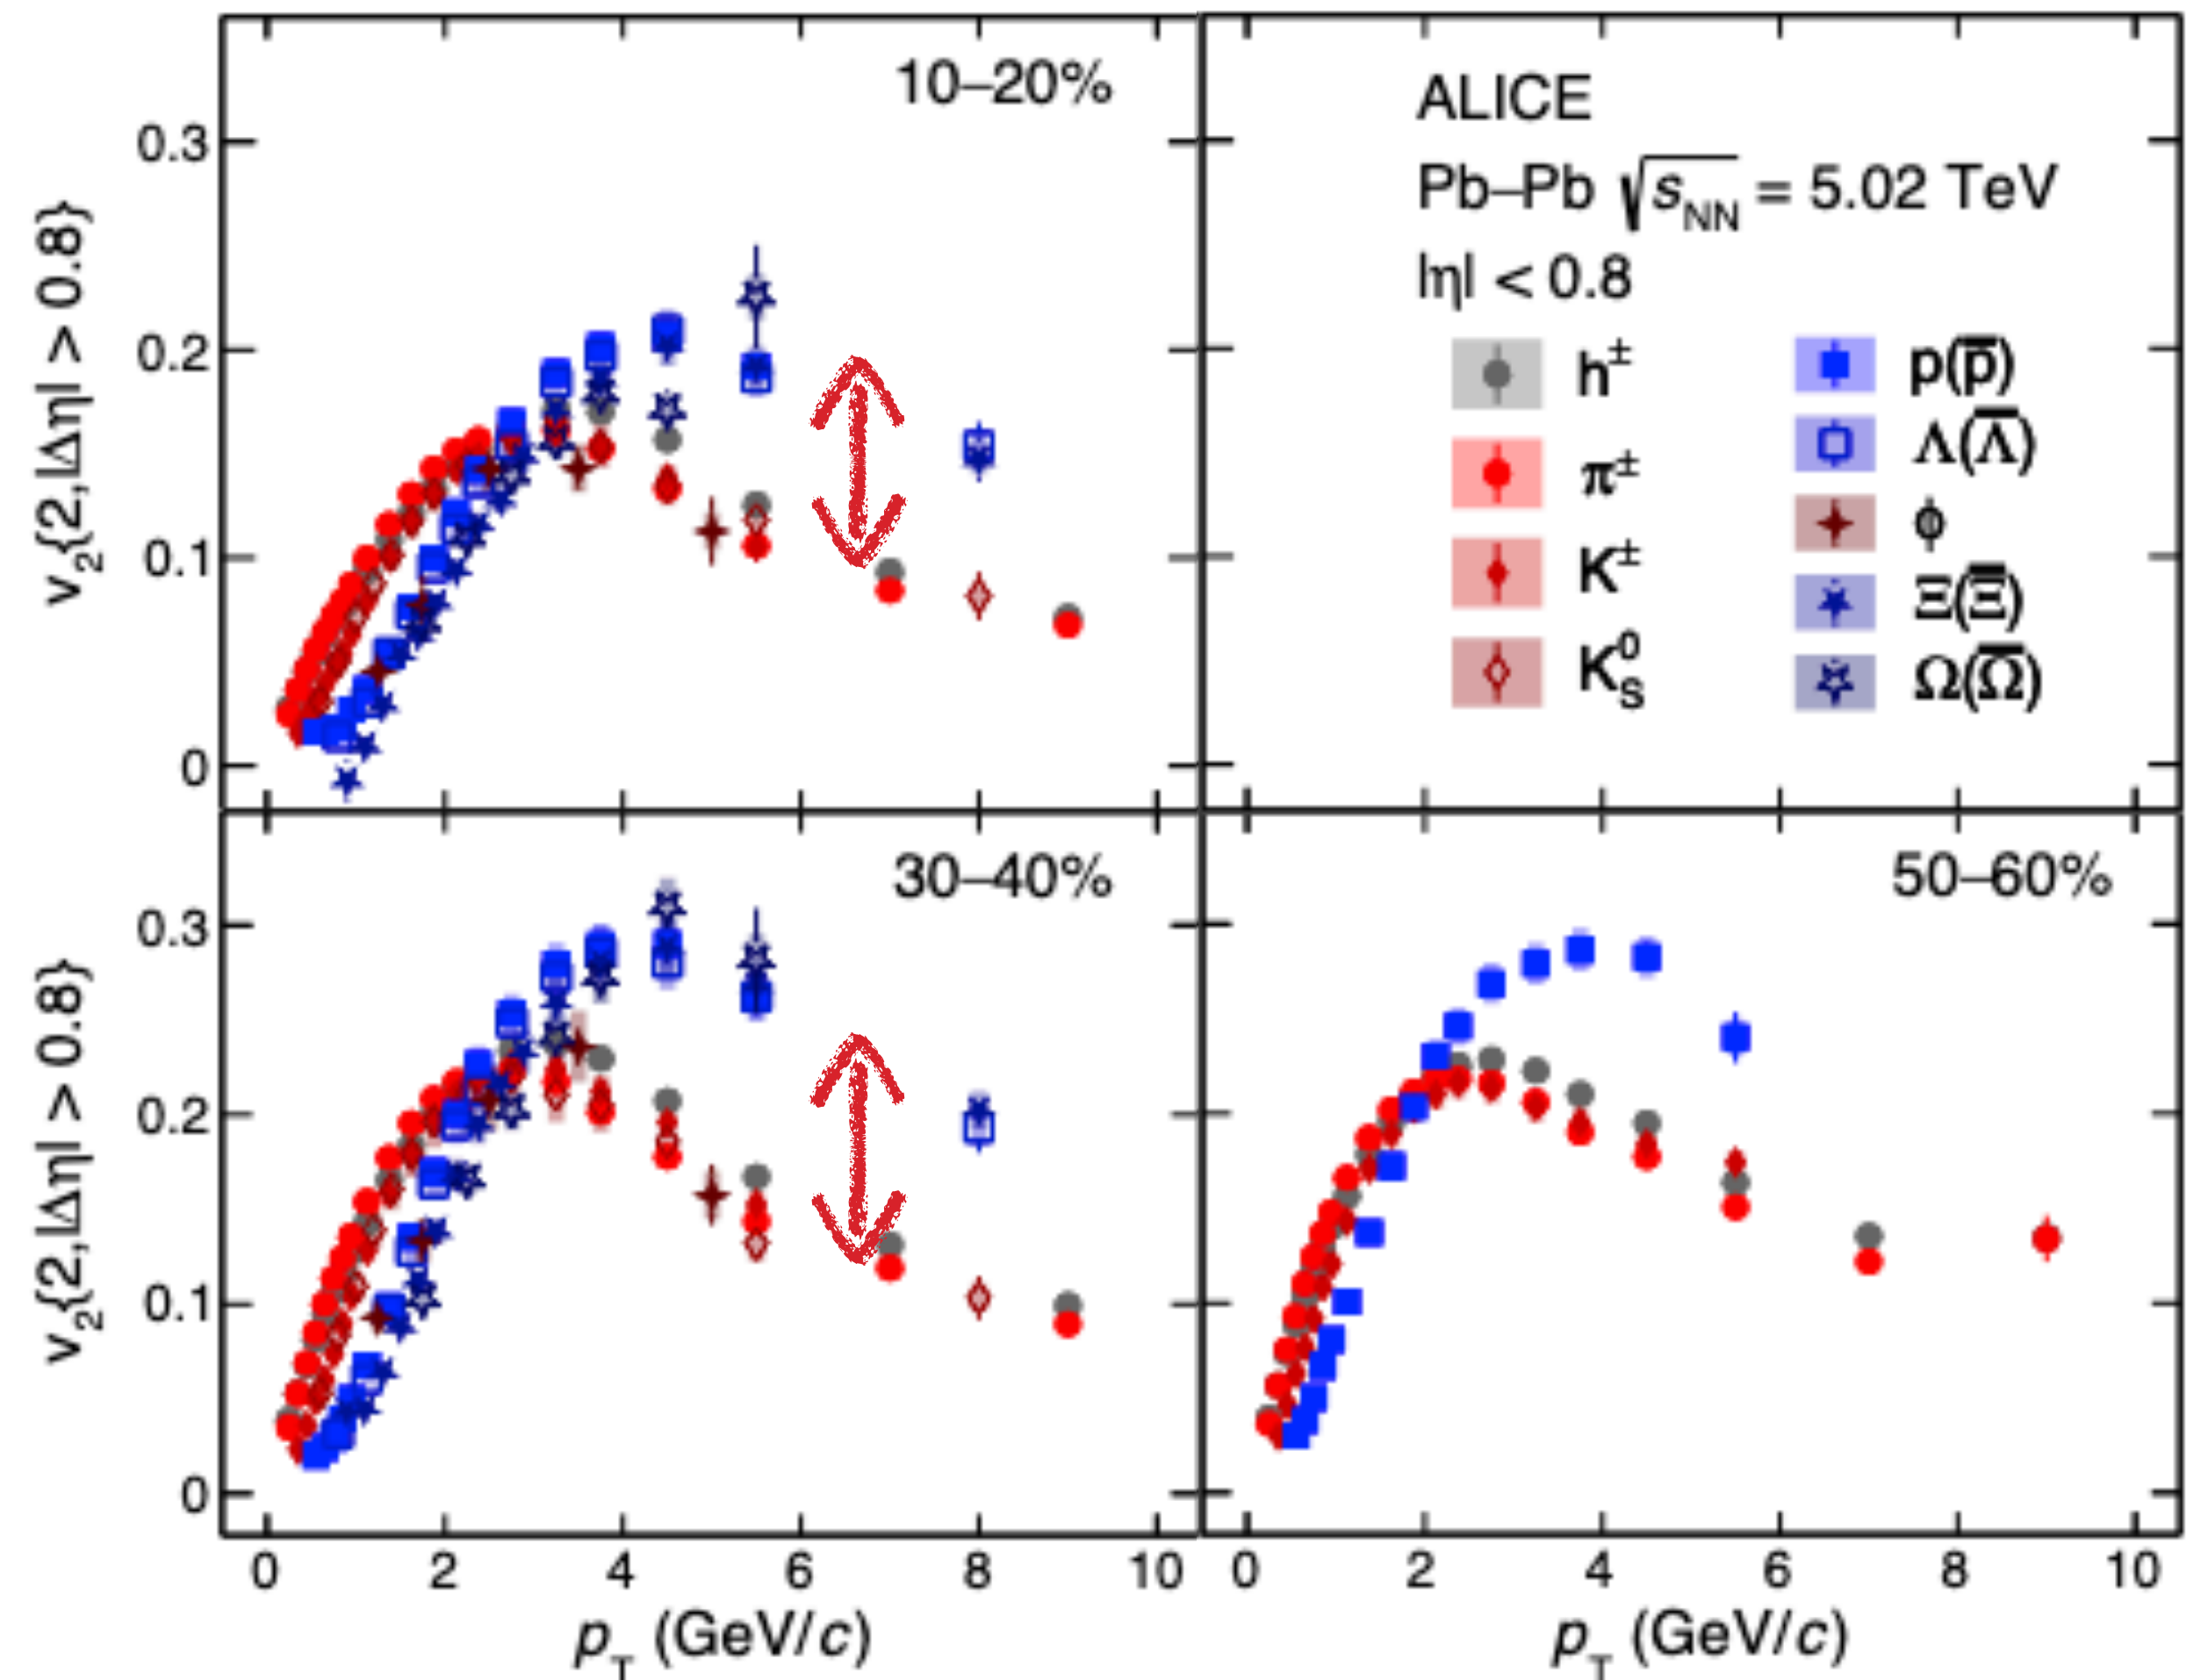 10–20%
0.3
0.2
0.1
0
v₂{2,|Δη| > 0.8}
ALICE
Pb–Pb √sNN = 5.02 TeV
|η| < 0.8
h± p(p̅)
π± Λ(Λ̅)
K± ϕ
K⁰S Ξ(Ξ̅)
Ω(Ω̅)
30–40%
0.3
0.2
0.1
0
v₂{2,|Δη| > 0.8}
0 2 4 6 8 10
pT (GeV/c)
50–60%
0 2 4 6 8 10
pT (GeV/c)